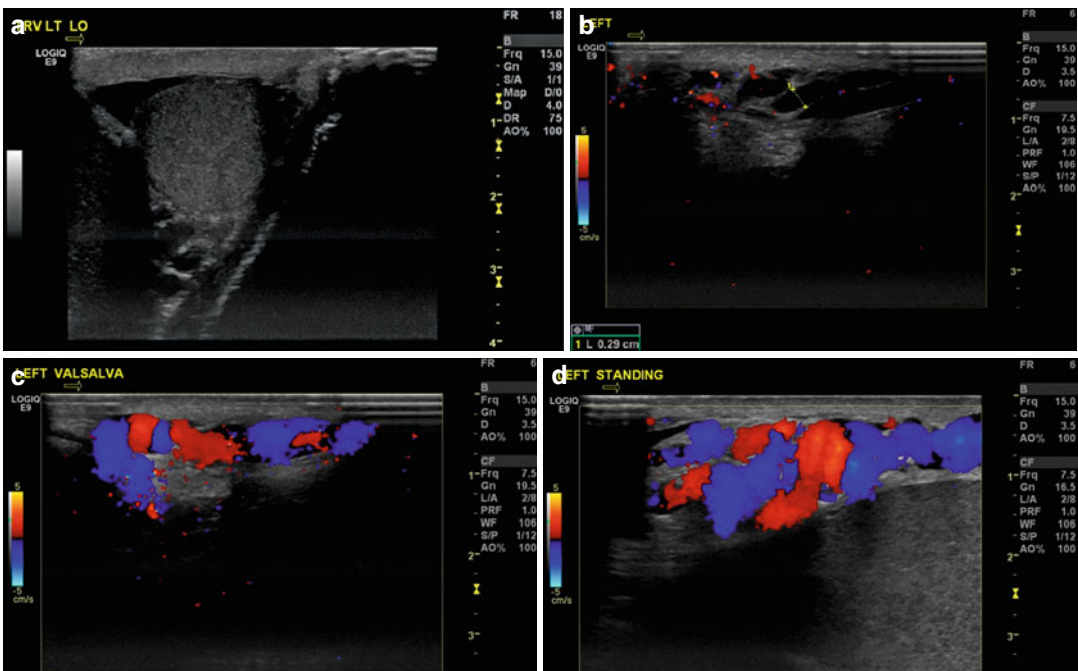 a
RV LT LO
LOGIQ
E9
FR 18
B
Frq 15.0
Gn 39
S/A 1/1
Map D/0
D 4.0
DR 75
AO% 100
1
2
3
4
b
LEFT
LOGIQ
E9
5
-5
cm/s
FR 6
B
Frq 15.0
Gn 39
D 3.5
AO% 100
CF
Frq 7.5
Gn 19.5
L/A 2/8
PRF 1.0
WF 106
S/P 1/12
AO% 100
1
2
3
1 L 0.29 cm
c
LEFT VALSALVA
LOGIQ
E9
5
-5
cm/s
FR 6
B
Frq 15.0
Gn 39
D 3.5
AO% 100
CF
Frq 7.5
Gn 19.5
L/A 2/8
PRF 1.0
WF 106
S/P 1/12
AO% 100
1
2
3
d
LEFT STANDING
LOGIQ
E9
5
-5
cm/s
FR 6
B
Frq 15.0
Gn 39
D 3.5
AO% 100
CF
Frq 7.5
Gn 16.5
L/A 2/8
PRF 1.0
WF 106
S/P 1/12
AO% 100
1
2
3